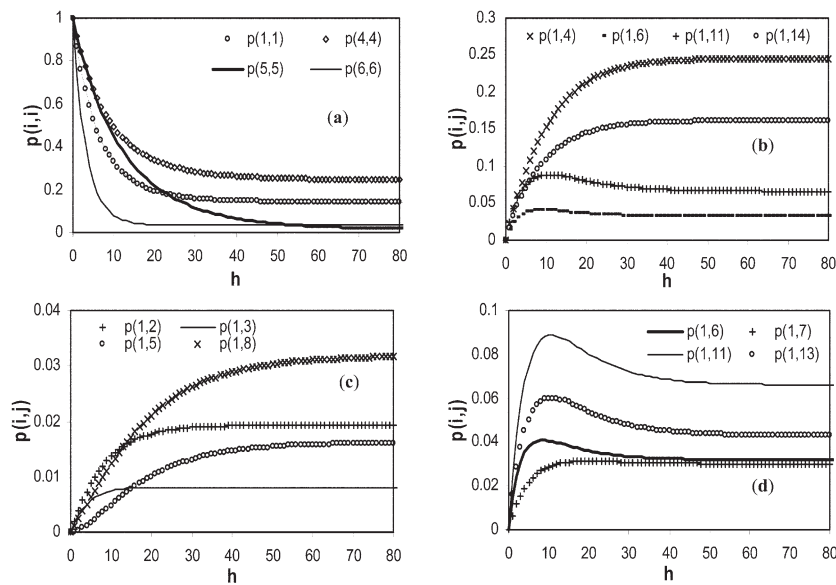 p(1,1) p(4,4)
p(5,5) p(6,6)
(a)
p(i,i)
1
0.8
0.6
0.4
0.2
0
0 10 20 30 40 50 60 70 80
h
p(1,4) p(1,6) p(1,11) p(1,14)
(b)
p(i,j)
0.3
0.25
0.2
0.15
0.1
0.05
0
0 10 20 30 40 50 60 70 80
h
p(1,2) p(1,3)
p(1,5) p(1,8)
(c)
p(i,j)
0.04
0.03
0.02
0.01
0
0 10 20 30 40 50 60 70 80
h
p(1,6) p(1,7)
p(1,11) p(1,13)
(d)
p(i,j)
0.1
0.08
0.06
0.04
0.02
0
0 10 20 30 40 50 60 70 80
h